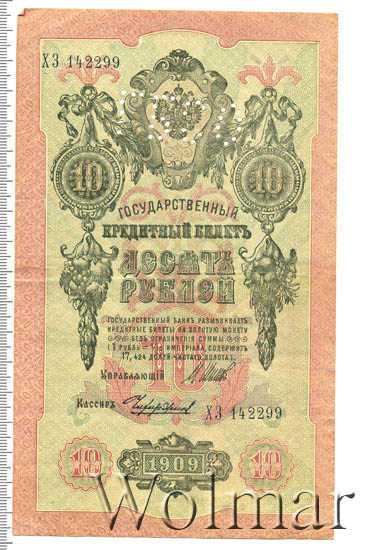 ХЗ 142299
10 10
ГОСУДАРСТВЕННЫЙ
КРЕДИТНЫЙ БИЛЕТЪ
ДЕСЯТЬ
РУБЛЕЙ
ГОСУДАРСТВЕННЫЙ БАНКЪ РАЗМѢНИВАЕТЪ
КРЕДИТНЫЕ БИЛЕТЫ НА ЗОЛОТУЮ МОНЕТУ
БЕЗЪ ОГРАНИЧЕНІЯ СУММЫ
(1 РУБЛЬ = 1/15 ИМПЕРІАЛА, СОДЕРЖИТЪ
17,424 ДОЛЕЙ ЧИСТАГО ЗОЛОТА).
10
УПРАВЛЯЮЩІЙ
Кассиръ
ХЗ 142299
10 1909 10
Wolmar